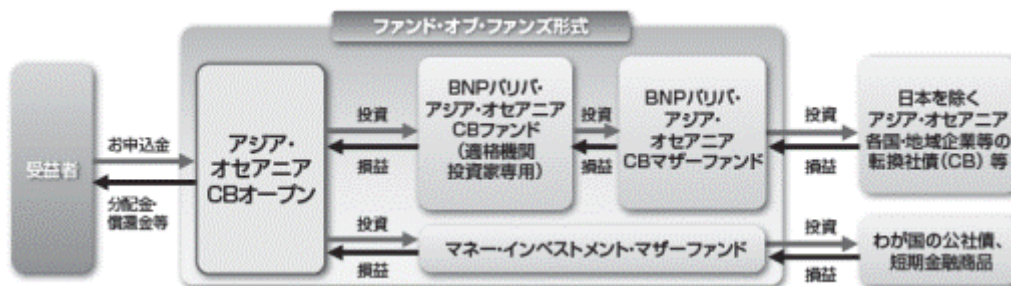 ファンド・オブ・ファンズ形式
受益者
お申込金
分配金・
償還金等
アジア・
オセアニア
CBオープン
投資
損益
BNPパリバ・
アジア・オセアニア
CBファンド
(適格機関
投資家専用)
投資
損益
BNPパリバ・
アジア・
オセアニア
CBマザーファンド
投資
損益
日本を除く
アジア・オセアニア
各国・地域企業等の
転換社債(CB)等
投資
損益
マネー・インベストメント・マザーファンド
投資
損益
わが国の公社債、
短期金融商品